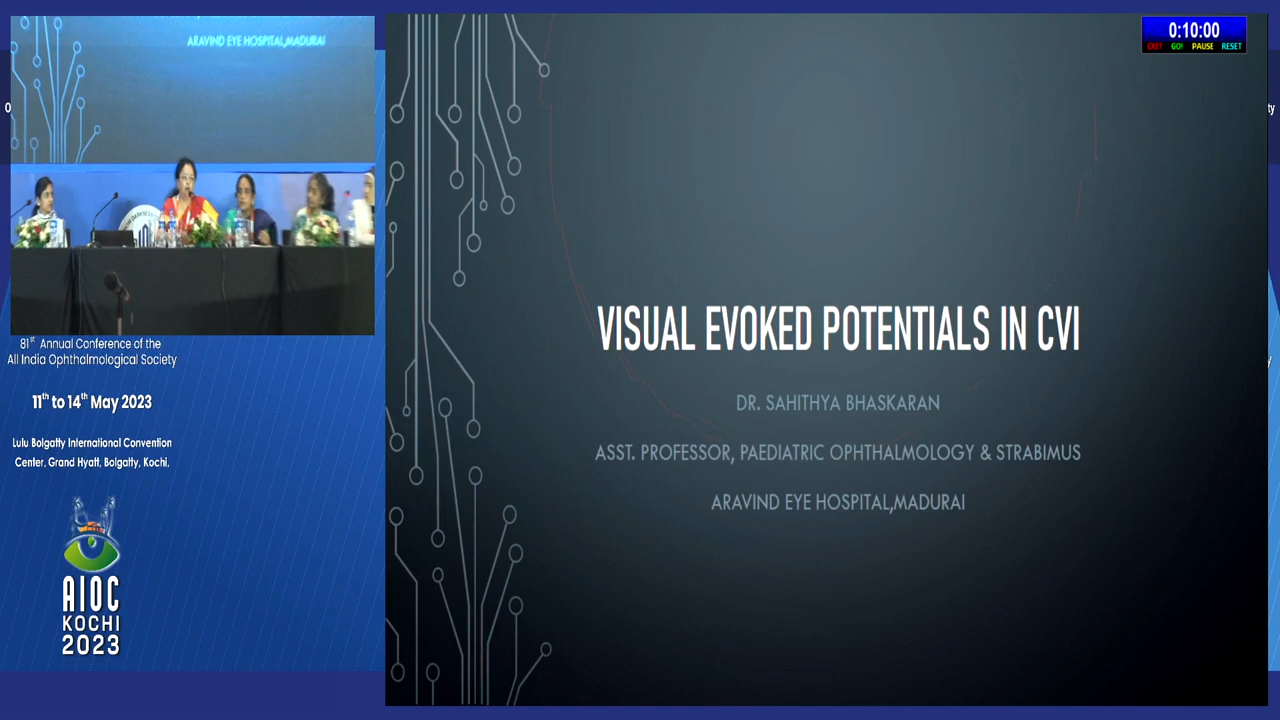 ARAVIND EYE HOSPITAL,MADURAI
81st Annual Conference of the
All India Ophthalmological Society
11th to 14th May 2023
Lulu Bolgatty International Convention
Center, Grand Hyatt, Bolgatty, Kochi,
AIOC
KOCHI
2023
0:10:00
EXIT GO! PAUSE RESET
VISUAL EVOKED POTENTIALS IN CVI
DR. SAHITHYA BHASKARAN
ASST. PROFESSOR, PAEDIATRIC OPHTHALMOLOGY & STRABIMUS
ARAVIND EYE HOSPITAL,MADURAI